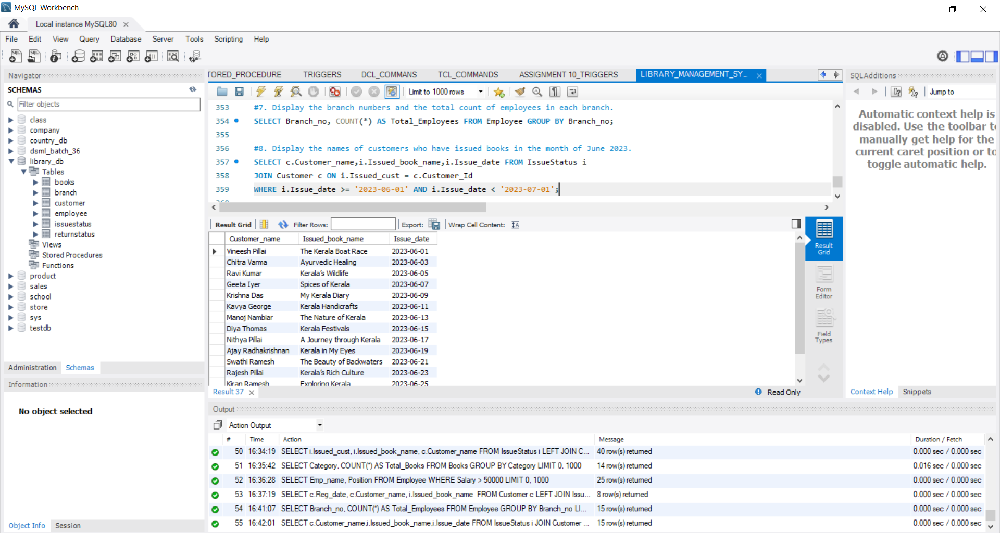 MySQL Workbench
Local instance MySQL80
File Edit View Query Database Server Tools Scripting Help
Navigator
SCHEMAS
Filter objects
class
company
country_db
dsml_batch_36
library_db
Tables
books
branch
customer
employee
issuestatus
returnstatus
Views
Stored Procedures
Functions
product
sales
school
store
sys
testdb
Administration Schemas
Information
No object selected
Object Info Session
TORED_PROCEDURE TRIGGERS DCL_COMMANS TCL_COMMANDS ASSIGNMENT 10_TRIGGERS LIBRARY_MANAGEMENT_SY...
Limit to 1000 rows
353 #7. Display the branch numbers and the total count of employees in each branch.
354 SELECT Branch_no, COUNT(*) AS Total_Employees FROM Employee GROUP BY Branch_no;
355
356 #8. Display the names of customers who have issued books in the month of June 2023.
357 SELECT c.Customer_name,i.Issued_book_name,i.Issue_date FROM IssueStatus i
358 JOIN Customer c ON i.Issued_cust = c.Customer_Id
359 WHERE i.Issue_date >= '2023-06-01' AND i.Issue_date < '2023-07-01';
Result Grid Filter Rows: Export: Wrap Cell Content:
Customer_name Issued_book_name Issue_date
Vineesh Pillai The Kerala Boat Race 2023-06-01
Chitra Varma Ayurvedic Healing 2023-06-03
Ravi Kumar Kerala's Wildlife 2023-06-05
Geeta Iyer Spices of Kerala 2023-06-07
Krishna Das My Kerala Diary 2023-06-09
Kavya George Kerala Handicrafts 2023-06-11
Manoj Nambiar The Nature of Kerala 2023-06-13
Diya Thomas Kerala Festivals 2023-06-15
Nithya Pillai A Journey through Kerala 2023-06-17
Ajay Radhakrishnan Kerala in My Eyes 2023-06-19
Swathi Ramesh The Beauty of Backwaters 2023-06-21
Rajesh Pillai Kerala's Rich Culture 2023-06-23
Kiran Ramesh Exploring Kerala 2023-06-25
Result Grid
Form Editor
Field Types
Result 37 Read Only
SQLAdditions
Jump to
Automatic context help is
disabled. Use the toolbar to
manually get help for the
current caret position or to
toggle automatic help.
Context Help Snippets
Output
Action Output
# Time Action Message Duration / Fetch
50 16:34:19 SELECT i.Issued_cust, i.Issued_book_name, c.Customer_name FROM IssueStatus i LEFT JOIN C... 40 row(s) returned 0.000 sec / 0.000 sec
51 16:35:42 SELECT Category, COUNT(*) AS Total_Books FROM Books GROUP BY Category LIMIT 0, 1000 14 row(s) returned 0.016 sec / 0.000 sec
52 16:36:28 SELECT Emp_name, Position FROM Employee WHERE Salary > 50000 LIMIT 0, 1000 25 row(s) returned 0.000 sec / 0.000 sec
53 16:37:19 SELECT c.Reg_date, c.Customer_name, i.Issued_book_name FROM Customer c LEFT JOIN Issu... 8 row(s) returned 0.000 sec / 0.000 sec
54 16:41:07 SELECT Branch_no, COUNT(*) AS Total_Employees FROM Employee GROUP BY Branch_no LI... 15 row(s) returned 0.000 sec / 0.000 sec
55 16:42:01 SELECT c.Customer_name,i.Issued_book_name,i.Issue_date FROM IssueStatus i JOIN Customer ... 15 row(s) returned 0.000 sec / 0.000 sec